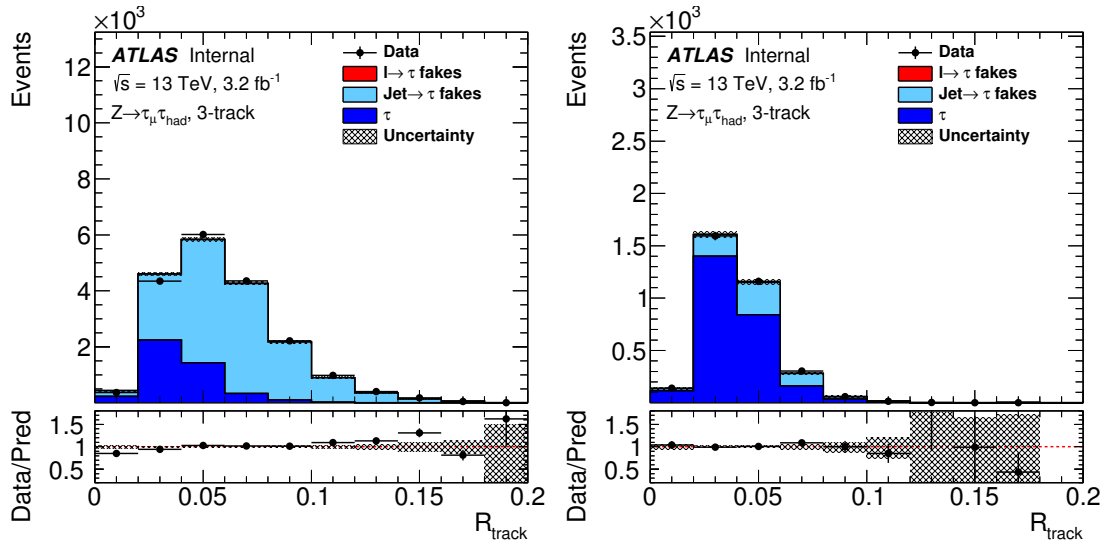 ×10³
Events
12
10
8
6
4
2
ATLAS Internal
√s = 13 TeV, 3.2 fb⁻¹
Z→τ_μτ_had, 3-track
Data
l→ τ fakes
Jet→ τ fakes
τ
Uncertainty
Data/Pred
1.5
1
0.5
0 0.05 0.1 0.15 0.2
R_track
×10³
Events
3.5
3
2.5
2
1.5
1
0.5
ATLAS Internal
√s = 13 TeV, 3.2 fb⁻¹
Z→τ_μτ_had, 3-track
Data
l→ τ fakes
Jet→ τ fakes
τ
Uncertainty
Data/Pred
1.5
1
0.5
0 0.05 0.1 0.15 0.2
R_track